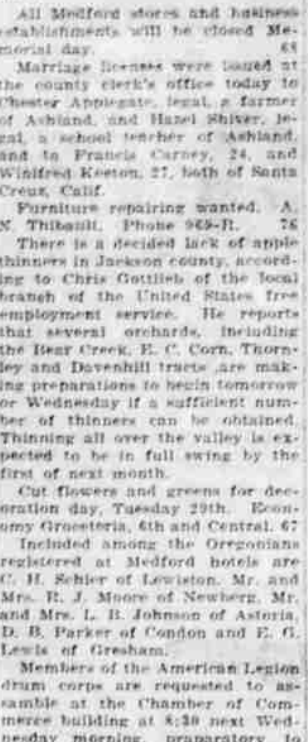 All Medford stores and business
establishments will be closed Me-
morial day. 68
Marriage licenses were issued at
the county clerk's office today to
Chester Applegate, legal, a farmer
of Ashland, and Hazel Shiver, le-
gal, a school teacher of Ashland,
and to Francis Carney, 24, and
Winifred Keeton, 27, both of Santa
Cruz, Calif.
Furniture repairing wanted. A.
N. Thibault. Phone 969-R. 76
There is a decided lack of apple
thinners in Jackson county, accord-
ing to Chris Gottlieb of the local
branch of the United States free
employment service. He reports
that several orchards, including
the Bear Creek, E. C. Corn, Thorn-
ley and Davenhill tracts ,are mak-
ing preparations to begin tomorrow
or Wednesday if a sufficient num-
ber of thinners can be obtained.
Thinning all over the valley is ex-
pected to be in full swing by the
first of next month.
Cut flowers and greens for dec-
oration day, Tuesday 29th. Econ-
omy Groceteria, 6th and Central. 67
Included among the Oregonians
registered at Medford hotels are
C. H. Schler of Lewiston, Mr. and
Mrs. R. J. Moore of Newberg, Mr.
and Mrs. L. B. Johnson of Astoria,
D. B. Parker of Condon and E. G.
Lewis of Gresham.
Members of the American Legion
drum corps are requested to as-
samble at the Chamber of Com-
merce building at 8:30 next Wed-
nesday morning, praparatory to